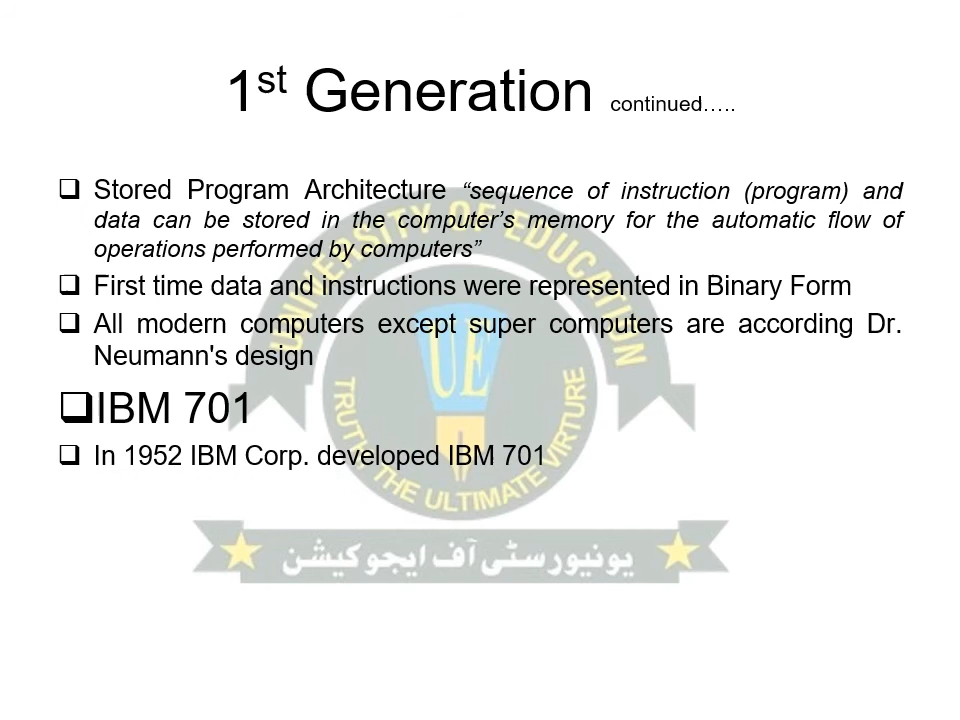 1st Generation continued…..
❑ Stored Program Architecture “sequence of instruction (program) and
data can be stored in the computer’s memory for the automatic flow of
operations performed by computers”
❑ First time data and instructions were represented in Binary Form
❑ All modern computers except super computers are according Dr.
Neumann's design
❑IBM 701
❑ In 1952 IBM Corp. developed IBM 701
UNIVERSITY OF EDUCATION
UE
TRUTH, THE ULTIMATE VIRTURE
یونیورسٹی آف ایجوکیشن